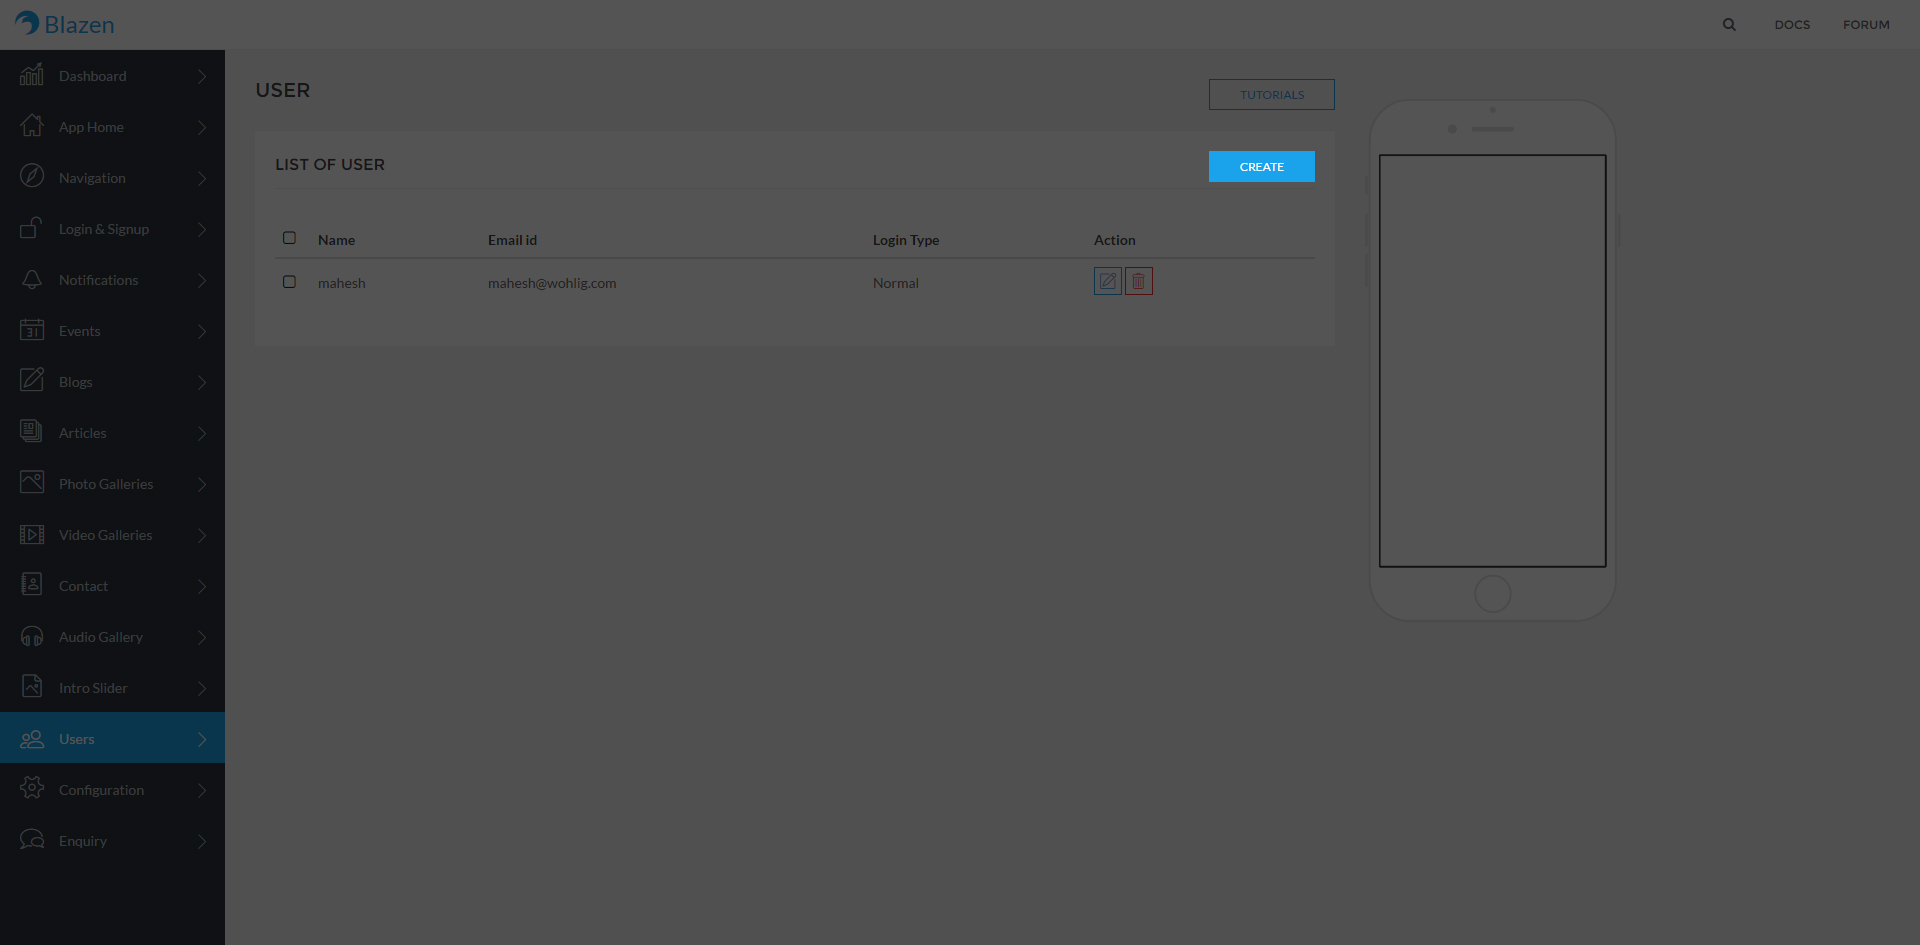 Blazen
DOCS
FORUM
Dashboard
App Home
Navigation
Login & Signup
Notifications
Events
31
Blogs
Articles
Photo Galleries
Video Galleries
Contact
Audio Gallery
Intro Slider
Users
Configuration
Enquiry
USER
TUTORIALS
LIST OF USER
CREATE
Name Email id Login Type Action
mahesh mahesh@wohlig.com Normal